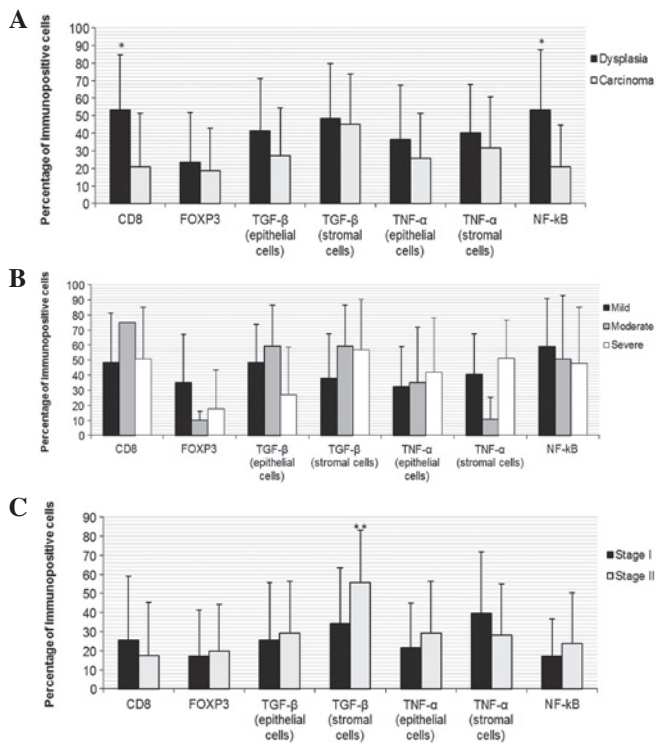 A
Percentage of Immunopositive cells
100
90
80
70
60
50
40
30
20
10
0
*
*
Dysplasia
Carcinoma
CD8
FOXP3
TGF-β
(epithelial
cells)
TGF-β
(stromal
cells)
TNF-α
(epithelial
cells)
TNF-α
(stromal
cells)
NF-kB
B
Percentage of Immunopositive cells
100
90
80
70
60
50
40
30
20
10
0
Mild
Moderate
Severe
CD8
FOXP3
TGF-β
(epithelial
cells)
TGF-β
(stromal cells)
TNF-α
(epithelial
cells)
TNF-α
(stromal cells)
NF-kB
C
Percentage of Immunopositive cells
90
80
70
60
50
40
30
20
10
0
**
Stage I
Stage II
CD8
FOXP3
TGF-β
(epithelial
cells)
TGF-β
(stromal
cells)
TNF-α
(epithelial
cells)
TNF-α
(stromal
cells)
NF-kB